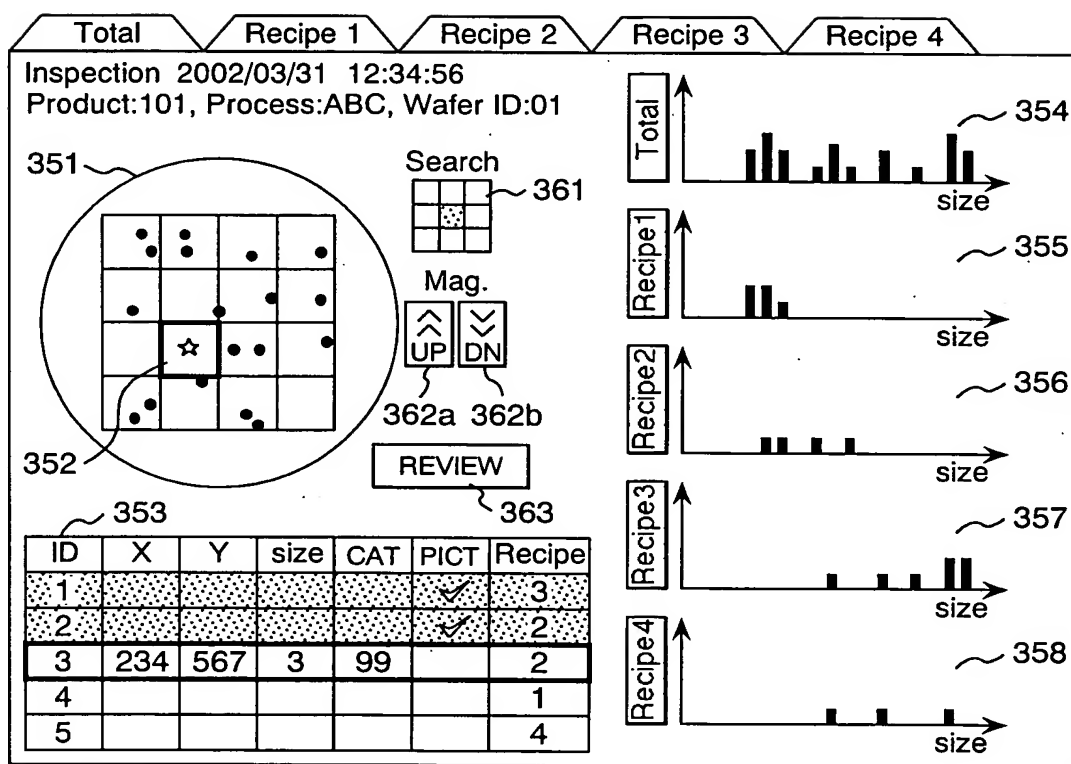 Total Recipe 1 Recipe 2 Recipe 3 Recipe 4
Inspection 2002/03/31 12:34:56
Product:101, Process:ABC, Wafer ID:01
351
352
Search
361
Mag.
UP DN
362a 362b
REVIEW
363
353
ID X Y size CAT PICT Recipe
1 3
2 2
3 234 567 3 99 2
4 1
5 4
Total
354
size
Recipe1
355
size
Recipe2
356
size
Recipe3
357
size
Recipe4
358
size